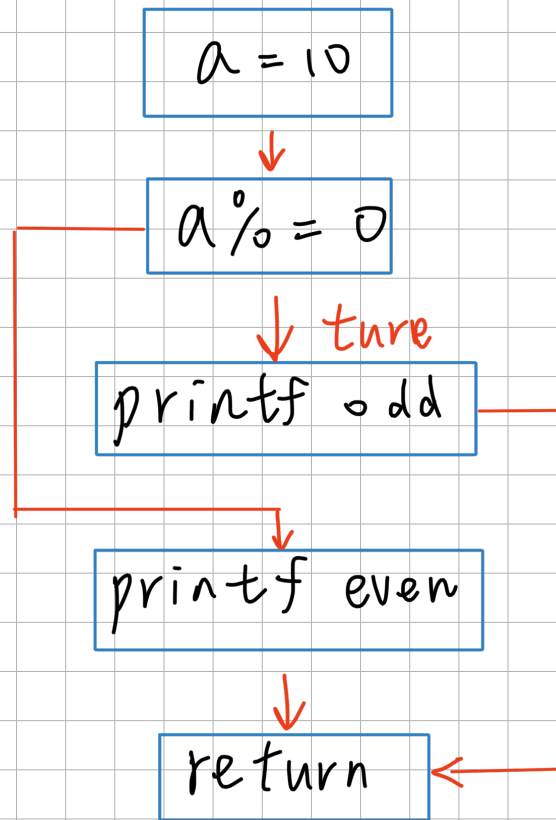 a = 10
a % = 0
ture
printf odd
printf even
return